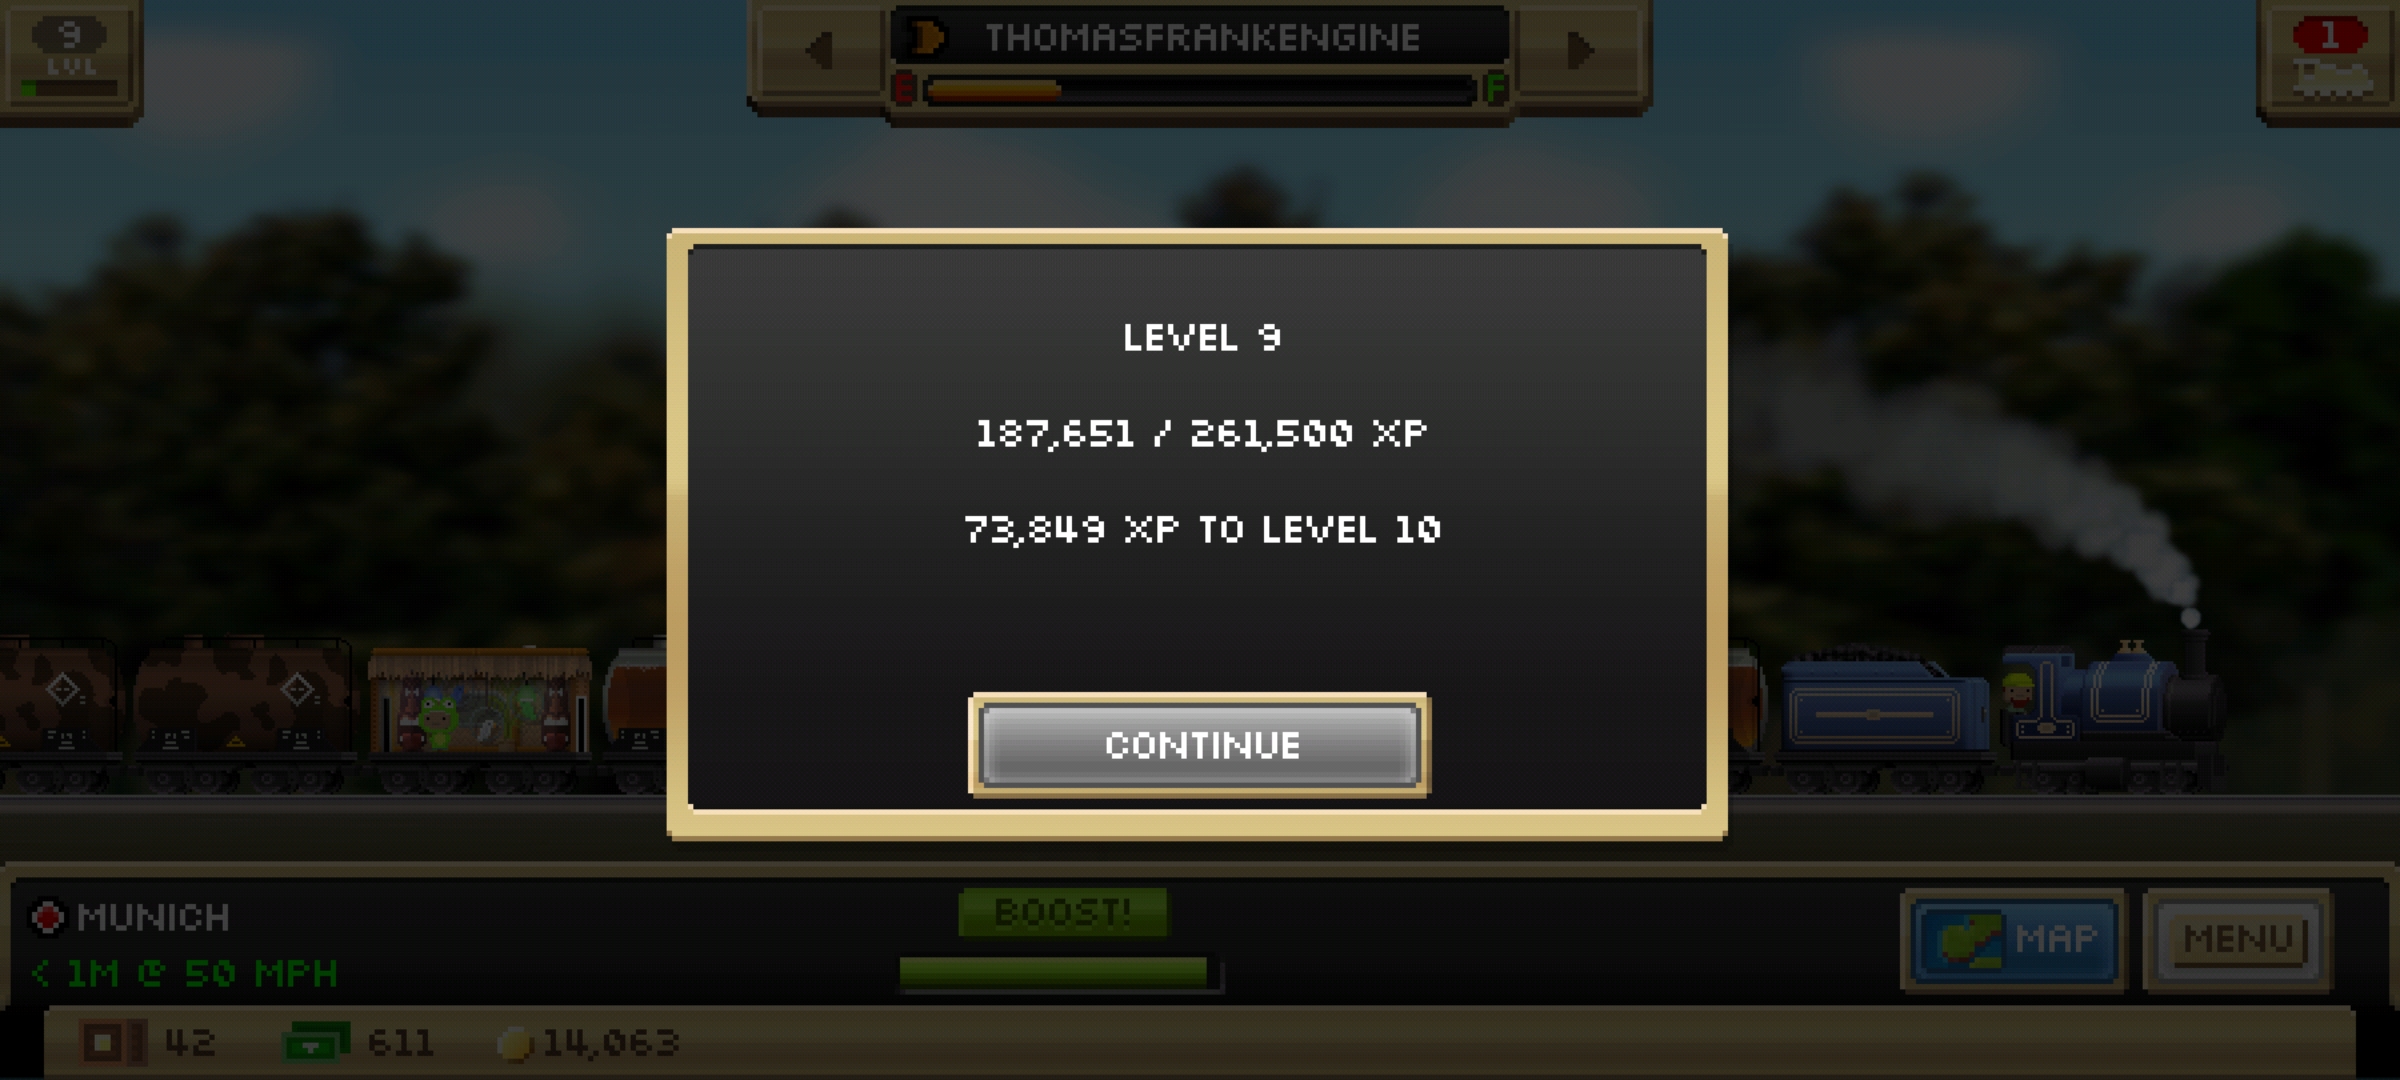 9
LVL
THOMASFRANKENGINE
E F
1
LEVEL 9
187,651 / 261,500 XP
73,849 XP TO LEVEL 10
CONTINUE
MUNICH
< 1M @ 50 MPH
BOOST!
MAP
MENU
42 611 14,063